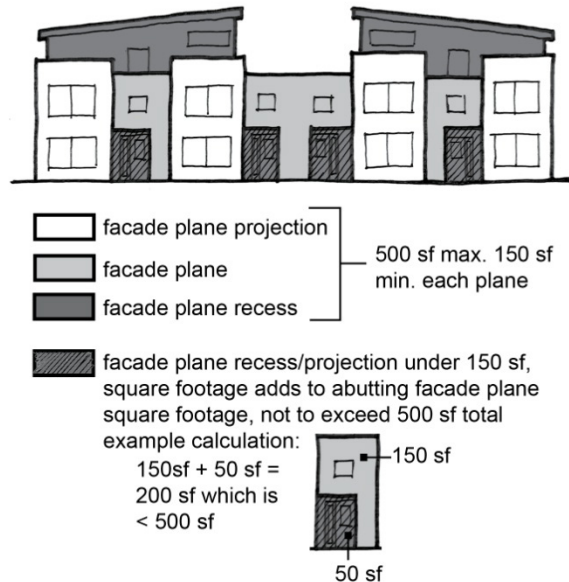 facade plane projection
facade plane
facade plane recess
500 sf max. 150 sf
min. each plane
facade plane recess/projection under 150 sf,
square footage adds to abutting facade plane
square footage, not to exceed 500 sf total
example calculation:
150sf + 50 sf =
200 sf which is
< 500 sf
150 sf
50 sf